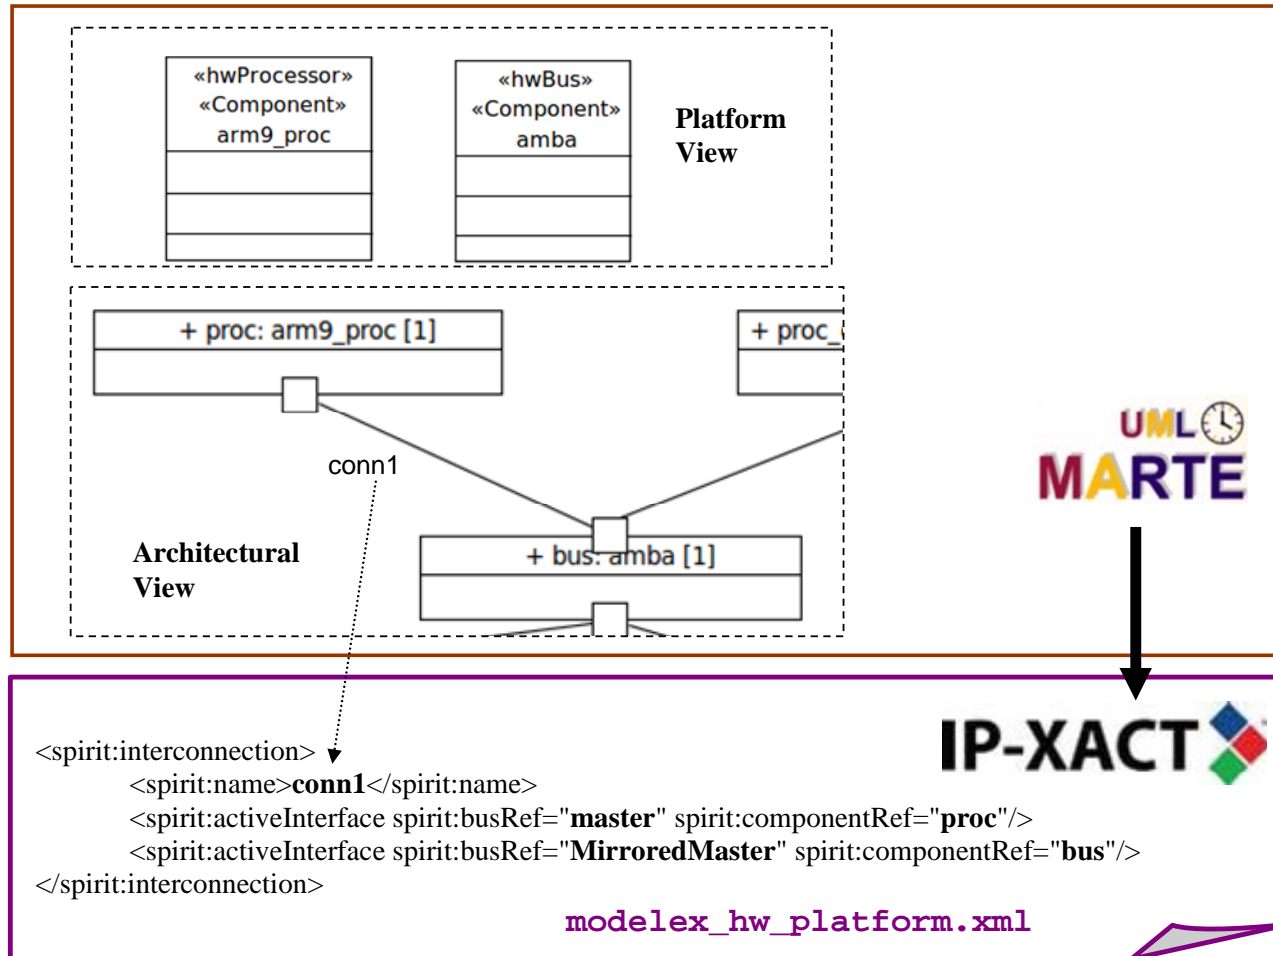 «hwProcessor»
«Component»
arm9_proc
«hwBus»
«Component»
amba
Platform
View
+ proc: arm9_proc [1]
+ proc_
conn1
+ bus: amba [1]
Architectural
View
UML
MARTE
IP-XACT
<spirit:interconnection>
<spirit:name>conn1</spirit:name>
<spirit:activeInterface spirit:busRef="master" spirit:componentRef="proc"/>
<spirit:activeInterface spirit:busRef="MirroredMaster" spirit:componentRef="bus"/>
</spirit:interconnection>
modelex_hw_platform.xml